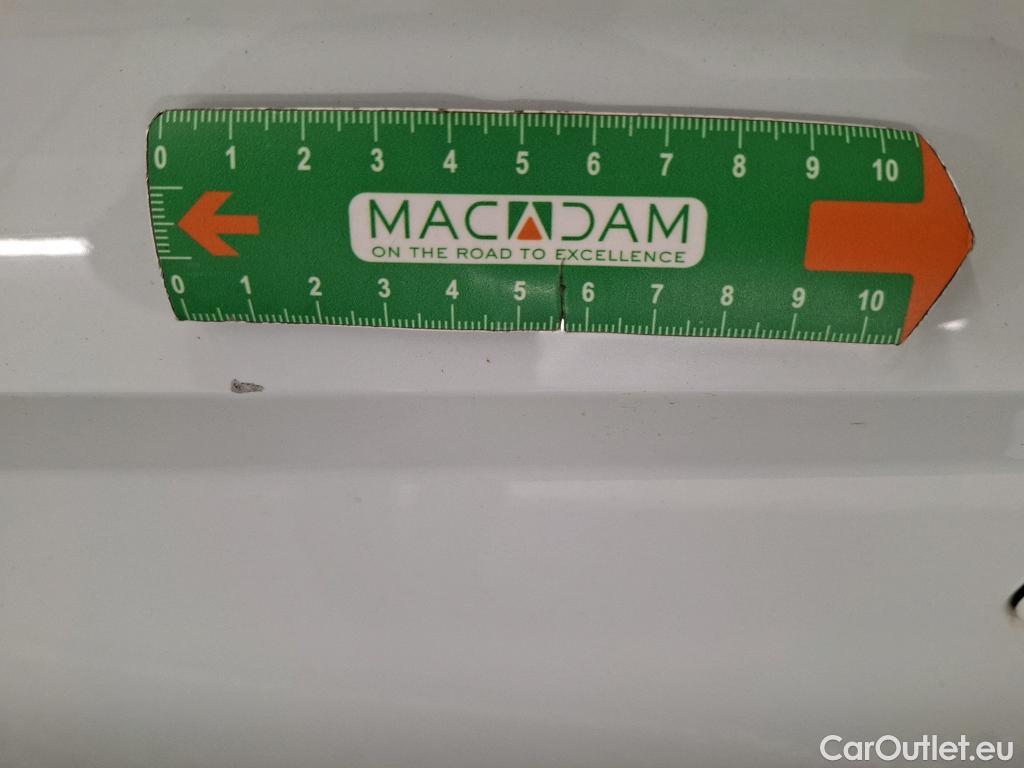 0 1 2 3 4 5 6 7 8 9 10
MACADAM
ON THE ROAD TO EXCELLENCE
0 1 2 3 4 5 6 7 8 9 10
CarOutlet.eu